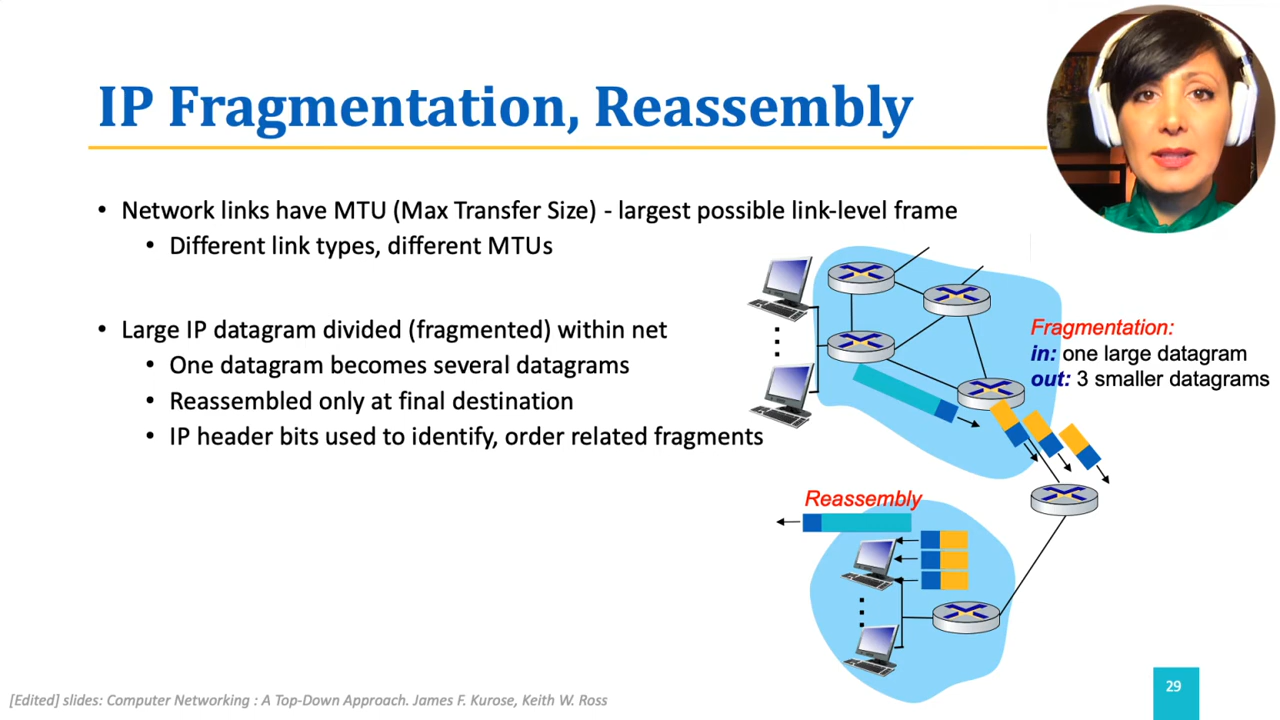 IP Fragmentation, Reassembly
• Network links have MTU (Max Transfer Size) - largest possible link-level frame
• Different link types, different MTUs
• Large IP datagram divided (fragmented) within net
• One datagram becomes several datagrams
• Reassembled only at final destination
• IP header bits used to identify, order related fragments
Fragmentation:
in: one large datagram
out: 3 smaller datagrams
Reassembly
[Edited] slides: Computer Networking : A Top-Down Approach. James F. Kurose, Keith W. Ross
29